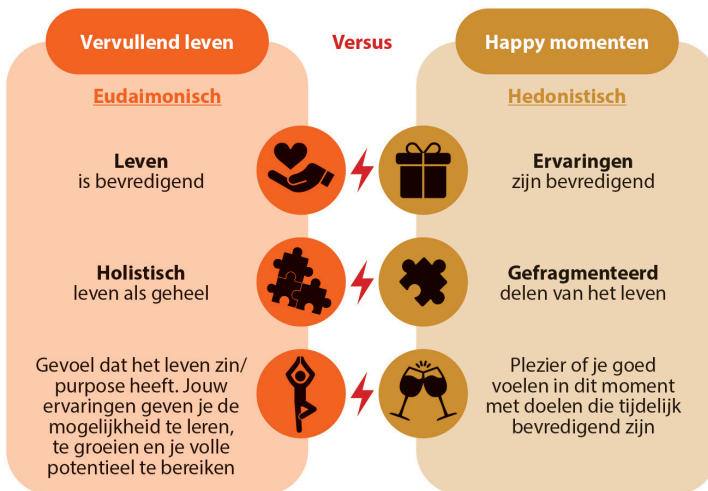 Vervullend leven
Versus
Happy momenten
Eudaimonisch
Hedonistisch
Leven
is bevredigend
Ervaringen
zijn bevredigend
Holistisch
leven als geheel
Gefragmenteerd
delen van het leven
Gevoel dat het leven zin/
purpose heeft. Jouw
ervaringen geven je de
mogelijkheid te leren,
te groeien en je volle
potentieel te bereiken
Plezier of je goed
voelen in dit moment
met doelen die tijdelijk
bevredigend zijn